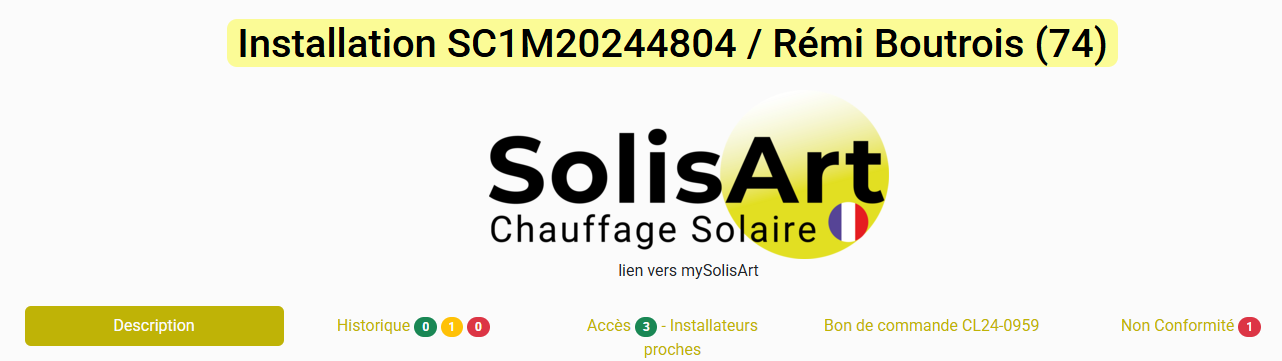 Installation SC1M20244804 / Rémi Boutrois (74)
SolisArt
Chauffage Solaire
lien vers mySolisArt
Description
Historique 0 1 0
Accès 3 - Installateurs
proches
Bon de commande CL24-0959
Non Conformité 1